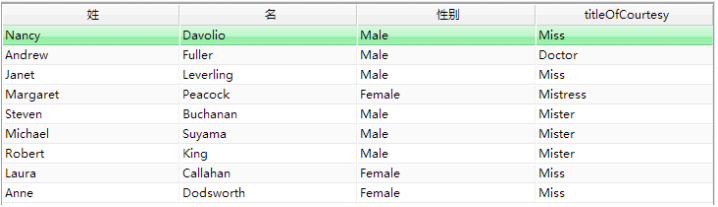 姓 名 性别 titleOfCourtesy
Nancy Davolio Male Miss
Andrew Fuller Male Doctor
Janet Leverling Male Miss
Margaret Peacock Female Mistress
Steven Buchanan Male Mister
Michael Suyama Male Mister
Robert King Male Mister
Laura Callahan Female Miss
Anne Dodsworth Female Miss